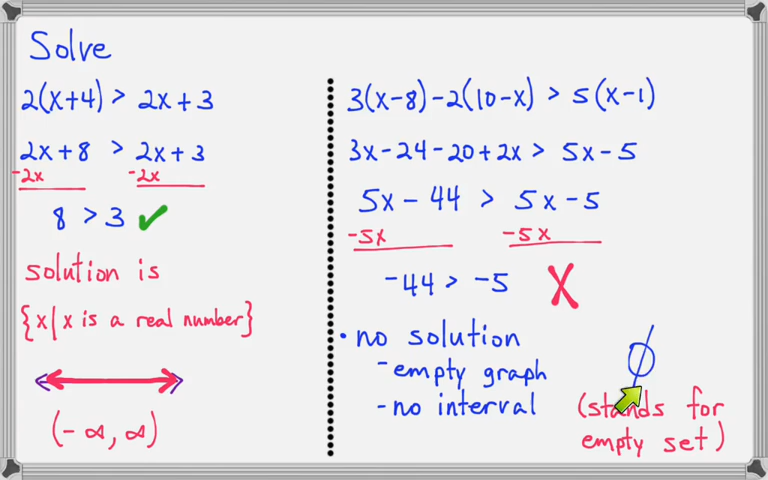 Solve
2(x+4) > 2x+3
2x+8 > 2x+3
-2x -2x
8 > 3 ✓
solution is
{x|x is a real number}
(-∞, ∞)
3(x-8)-2(10-x) > 5(x-1)
3x-24-20+2x > 5x-5
5x-44 > 5x-5
-5x -5x
-44 > -5 X
• no solution
- empty graph
- no interval
∅
(stands for
empty set)